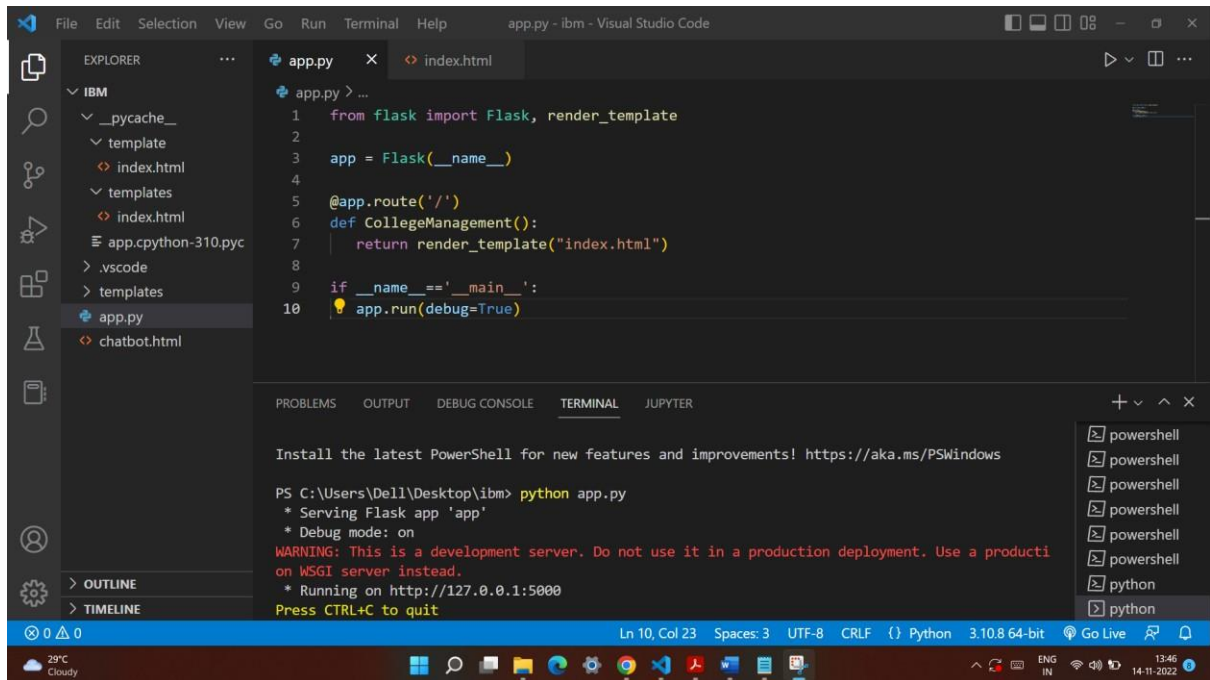 File Edit Selection View Go Run Terminal Help app.py - ibm - Visual Studio Code
EXPLORER ...
IBM
__pycache__
template
index.html
templates
index.html
app.cpython-310.pyc
.vscode
templates
app.py
chatbot.html
OUTLINE
TIMELINE
app.py index.html
app.py > ...
1 from flask import Flask, render_template
2
3 app = Flask(__name__)
4
5 @app.route('/')
6 def CollegeManagement():
7 return render_template("index.html")
8
9 if __name__=='__main__':
10 app.run(debug=True)
PROBLEMS OUTPUT DEBUG CONSOLE TERMINAL JUPYTER
Install the latest PowerShell for new features and improvements! https://aka.ms/PSWindows
PS C:\Users\Dell\Desktop\ibm> python app.py
* Serving Flask app 'app'
* Debug mode: on
WARNING: This is a development server. Do not use it in a production deployment. Use a producti
on WSGI server instead.
* Running on http://127.0.0.1:5000
Press CTRL+C to quit
powershell
powershell
powershell
powershell
powershell
powershell
python
python
0 0 Ln 10, Col 23 Spaces: 3 UTF-8 CRLF {} Python 3.10.8 64-bit Go Live
29°C
Cloudy
ENG
IN
13:46
14-11-2022